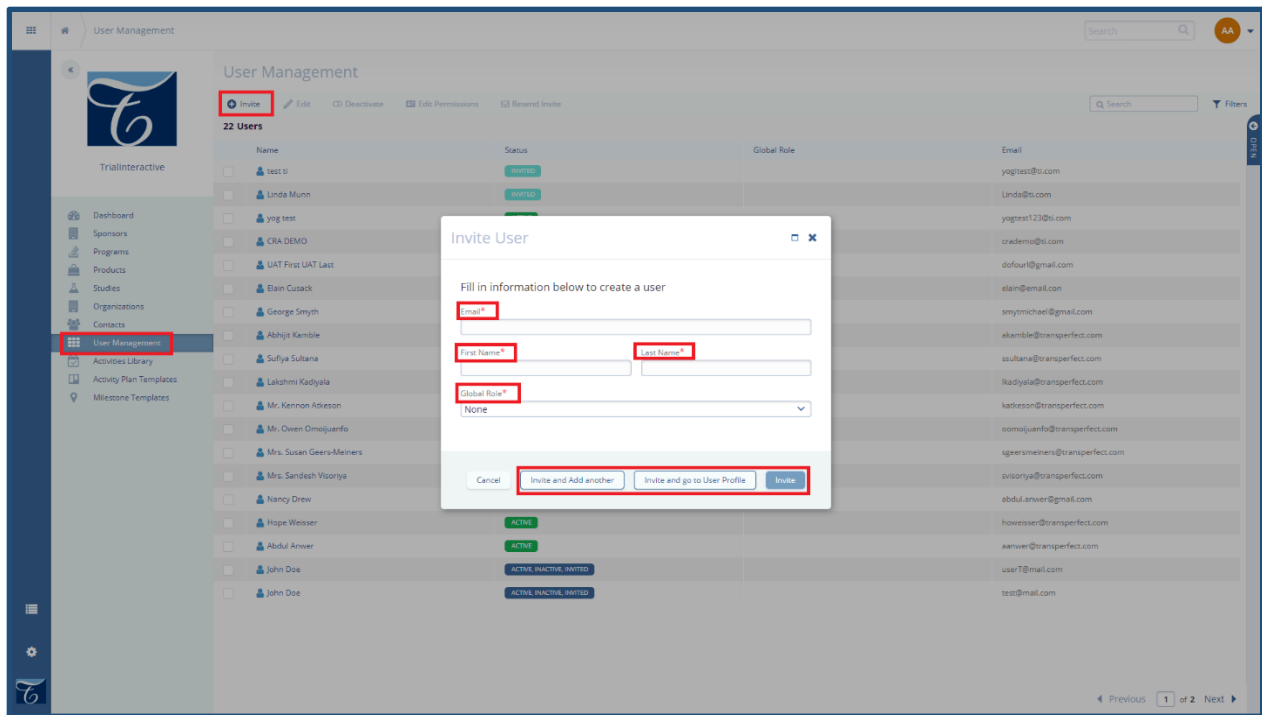 User Management
Search
AA
User Management
Invite Edit Deactivate Edit Permissions Resend Invite
Search
Filters
22 Users
OPEN
TrialInteractive
Dashboard
Sponsors
Programs
Products
Studies
Organizations
Contacts
User Management
Activities Library
Activity Plan Templates
Milestone Templates
Name Status Global Role Email
test ti INVITED yogitest@ti.com
Linda Munn INVITED Linda@ti.com
yog test yogtest123@ti.com
CRA DEMO crademo@ti.com
UAT First UAT Last dofourl@gmail.com
Elain Cusack elain@email.con
George Smyth smytmichael@gmail.com
Abhijit Kamble akamble@transperfect.com
Sufiya Sultana ssultana@transperfect.com
Lakshmi Kadiyala lkadiyala@transperfect.com
Mr. Kennon Atkeson katkeson@transperfect.com
Mr. Owen Omoijuanfo oomoijuanfo@transperfect.com
Mrs. Susan Geers-Meiners sgeersmeiners@transperfect.com
Mrs. Sandesh Visoriya svisoriya@transperfect.com
Nancy Drew abdul.anwer@gmail.com
Hope Weisser ACTIVE howeisser@transperfect.com
Abdul Anwer ACTIVE aanwer@transperfect.com
John Doe ACTIVE, INACTIVE, INVITED userT@mail.com
John Doe ACTIVE, INACTIVE, INVITED test@mail.com
Invite User
Fill in information below to create a user
Email*
First Name* Last Name*
Global Role*
None
Cancel Invite and Add another Invite and go to User Profile Invite
Previous 1 of 2 Next